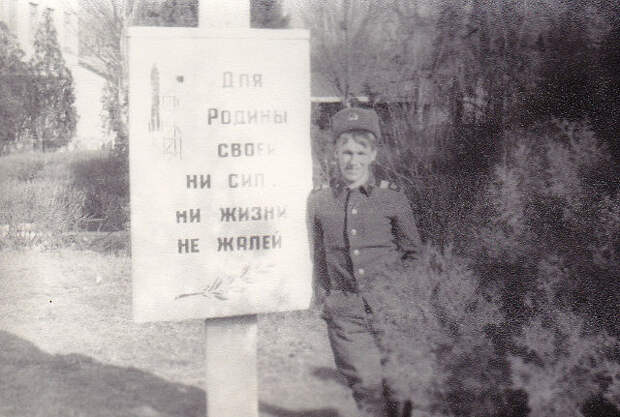 Для
Родины
своей
ни сил,
ни жизни
не жалей